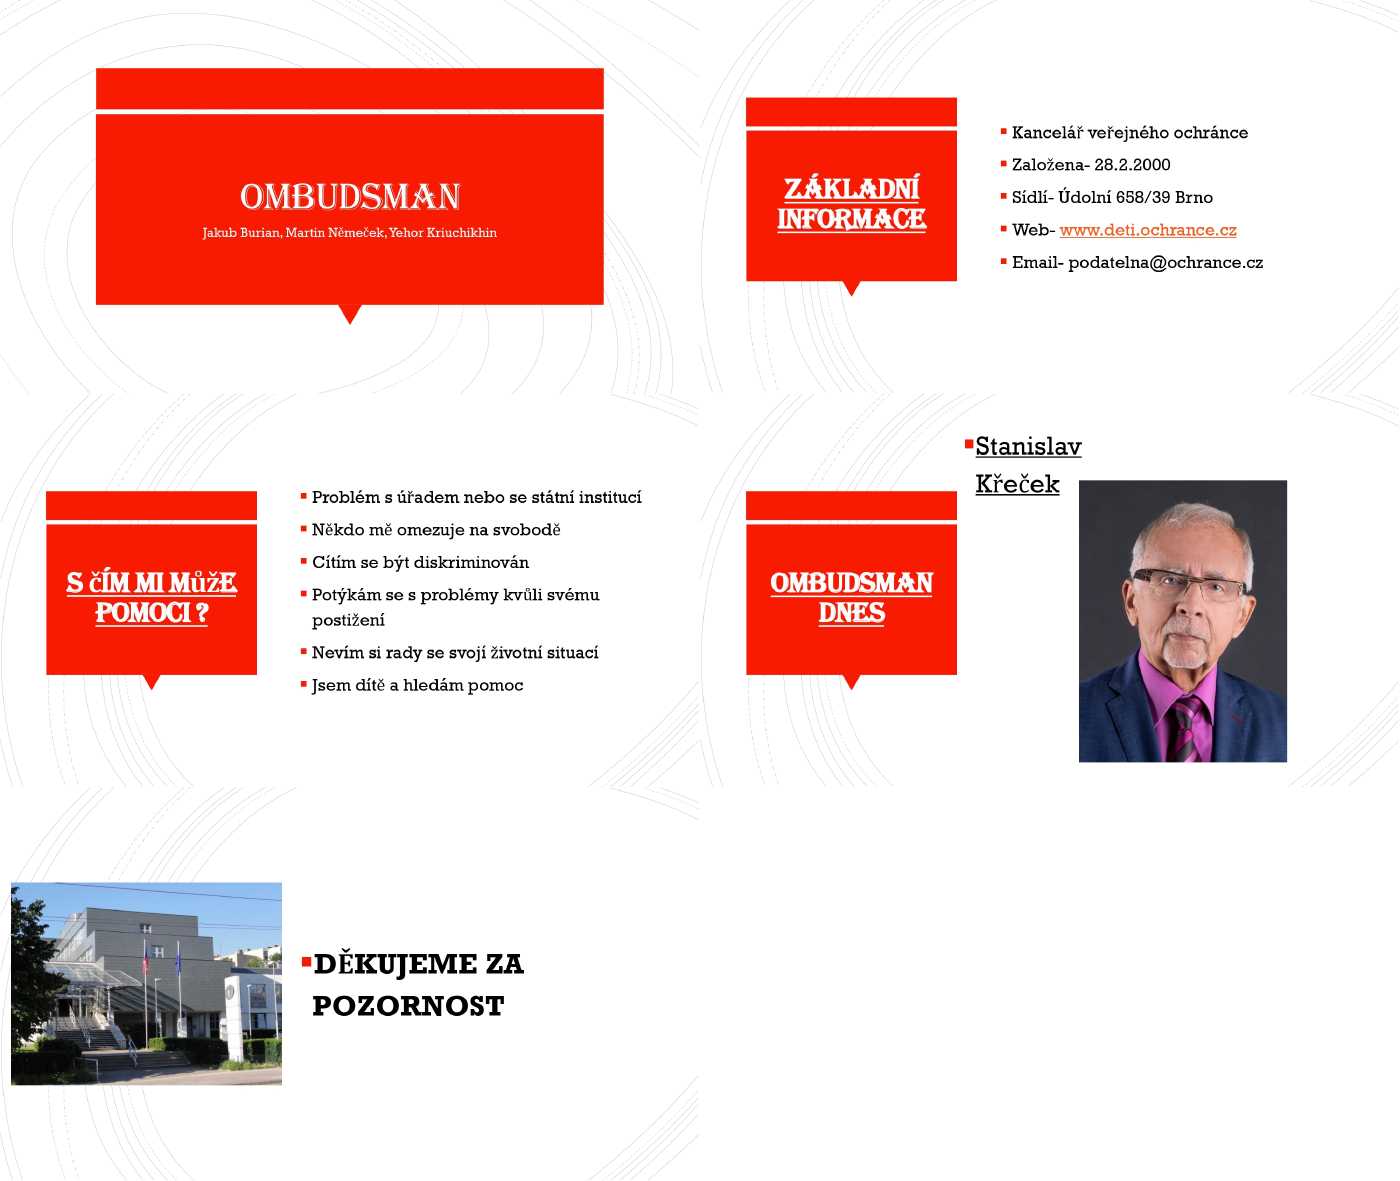 OMBUDSMAN
Jakub Burian, Martin Němeček, Yehor Kriuchikhin
ZÁKLADNÍ
INFORMACE
Kancelář veřejného ochránce
Založena- 28.2.2000
Sídlí- Údolní 658/39 Brno
Web- www.deti.ochrance.cz
Email- podatelna@ochrance.cz
S čÍM MI MůžE
POMOCI ?
Problém s úřadem nebo se státní institucí
Někdo mě omezuje na svobodě
Cítím se být diskriminován
Potýkám se s problémy kvůli svému
postižení
Nevím si rady se svojí životní situací
Jsem dítě a hledám pomoc
OMBUDSMAN
DNES
Stanislav
Křeček
DĚKUJEME ZA
POZORNOST